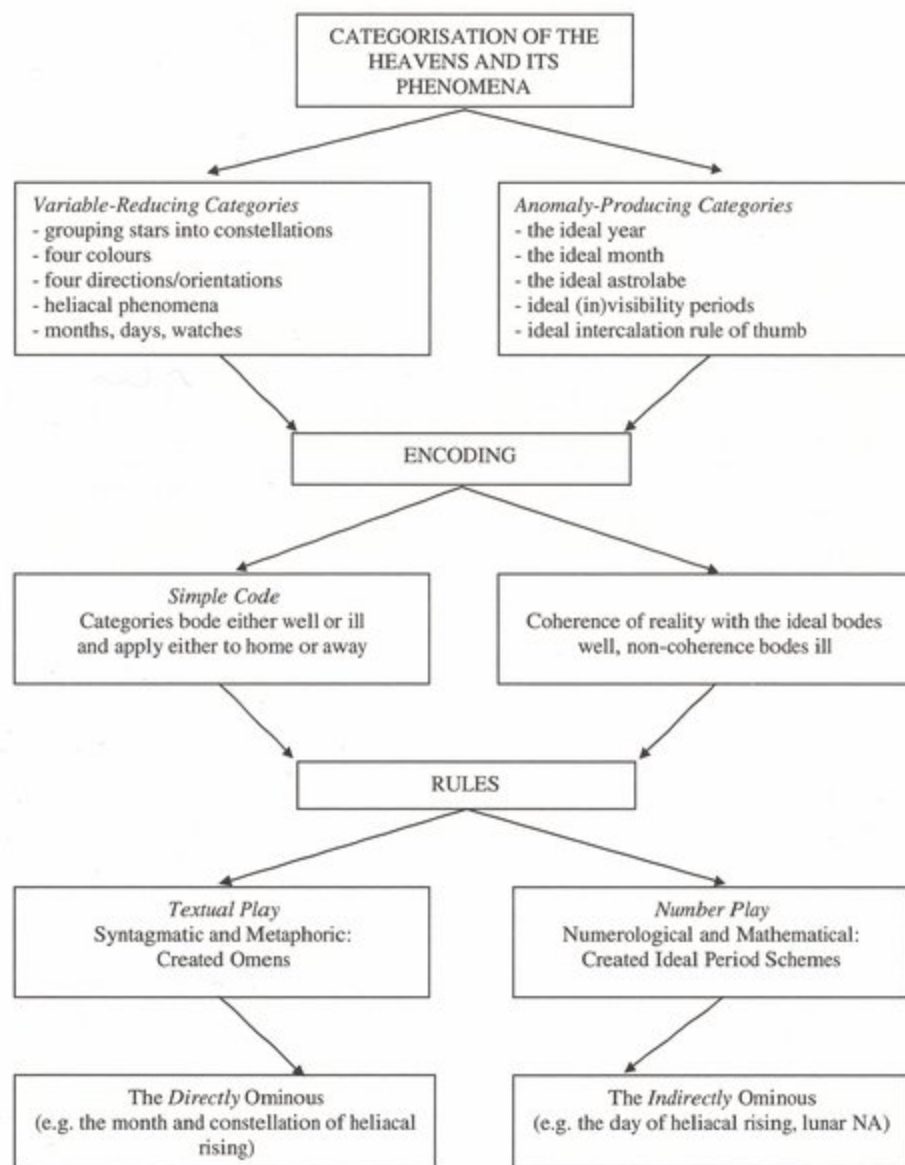 CATEGORISATION OF THE
HEAVENS AND ITS
PHENOMENA
Variable-Reducing Categories
- grouping stars into constellations
- four colours
- four directions/orientations
- heliacal phenomena
- months, days, watches
Anomaly-Producing Categories
- the ideal year
- the ideal month
- the ideal astrolabe
- ideal (in)visibility periods
- ideal intercalation rule of thumb
ENCODING
Simple Code
Categories bode either well or ill
and apply either to home or away
Coherence of reality with the ideal bodes
well, non-coherence bodes ill
RULES
Textual Play
Syntagmatic and Metaphoric:
Created Omens
Number Play
Numerological and Mathematical:
Created Ideal Period Schemes
The Directly Ominous
(e.g. the month and constellation of heliacal
rising)
The Indirectly Ominous
(e.g. the day of heliacal rising, lunar NA)